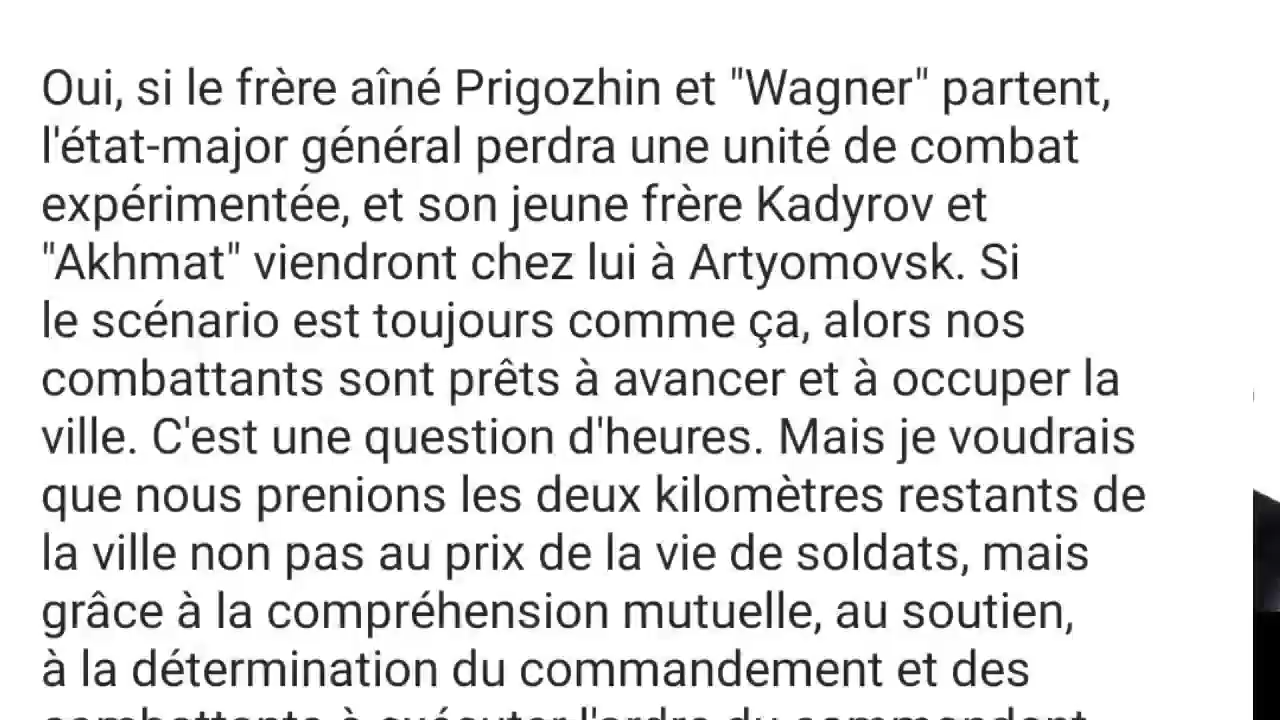 Oui, si le frère aîné Prigozhin et "Wagner" partent,
l'état-major général perdra une unité de combat
expérimentée, et son jeune frère Kadyrov et
"Akhmat" viendront chez lui à Artyomovsk. Si
le scénario est toujours comme ça, alors nos
combattants sont prêts à avancer et à occuper la
ville. C'est une question d'heures. Mais je voudrais
que nous prenions les deux kilomètres restants de
la ville non pas au prix de la vie de soldats, mais
grâce à la compréhension mutuelle, au soutien,
à la détermination du commandement et des
combattants à exécuter l'ordre du